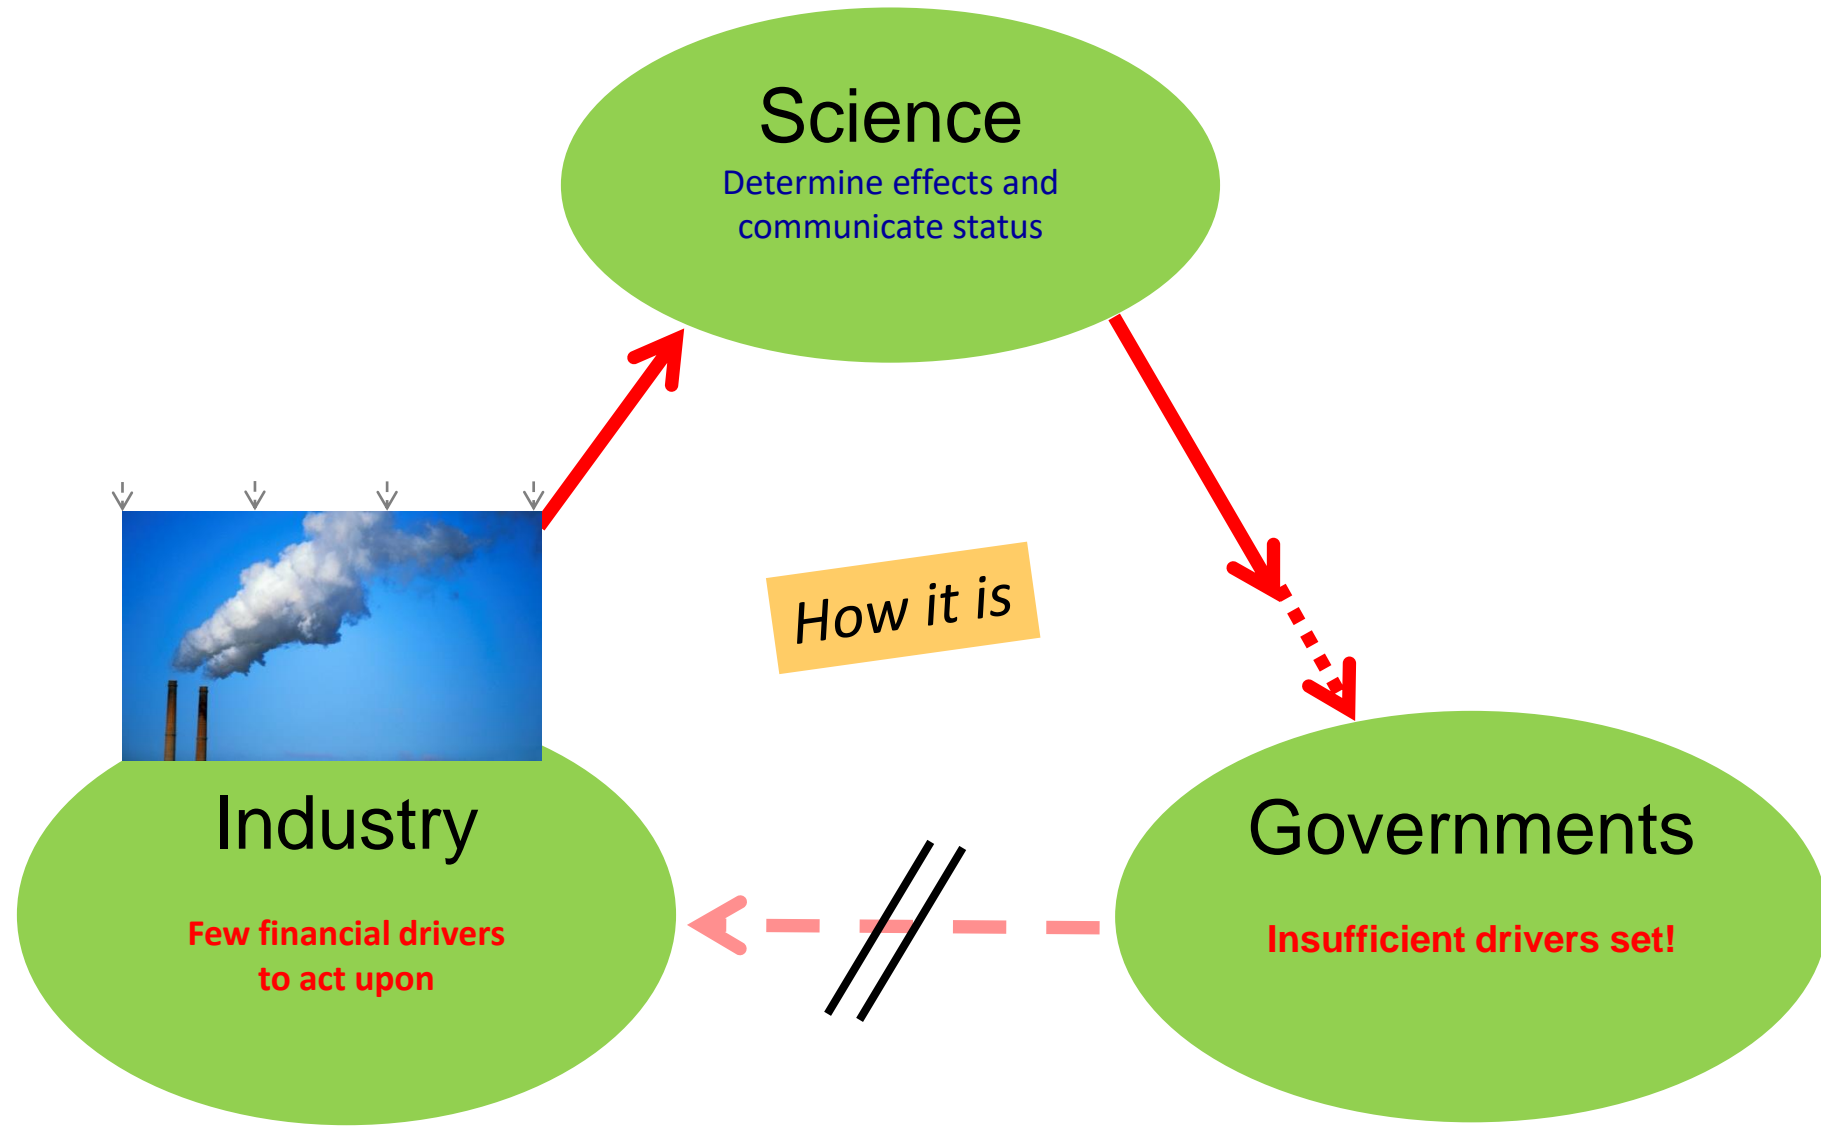 Science
Determine effects and
communicate status
How it is
Industry
Few financial drivers
to act upon
Governments
Insufficient drivers set!